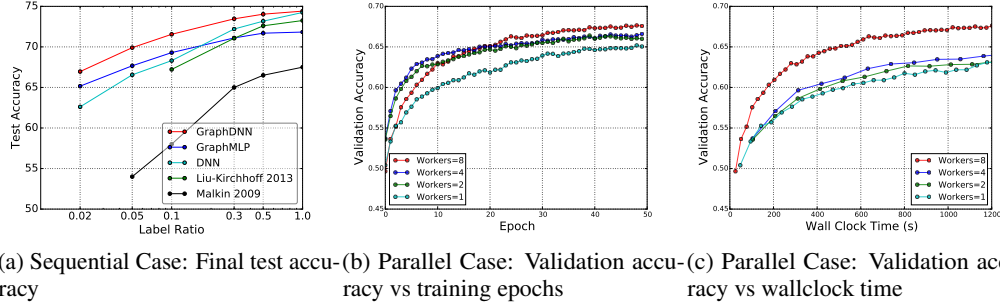 75
70
65
60
55
50
Test Accuracy
0.02
0.05
0.1
0.3
0.5
1.0
Label Ratio
GraphDNN
GraphMLP
DNN
Liu-Kirchhoff 2013
Malkin 2009
0.70
0.65
0.60
0.55
0.50
0.45
Validation Accuracy
0
10
20
30
40
50
Epoch
Workers=8
Workers=4
Workers=2
Workers=1
0.70
0.65
0.60
0.55
0.50
0.45
Validation Accuracy
0
200
400
600
800
1000
1200
Wall Clock Time (s)
Workers=8
Workers=4
Workers=2
Workers=1
(a) Sequential Case: Final test accu-
racy
(b) Parallel Case: Validation accu-
racy vs training epochs
(c) Parallel Case: Validation
racy vs wallclock time